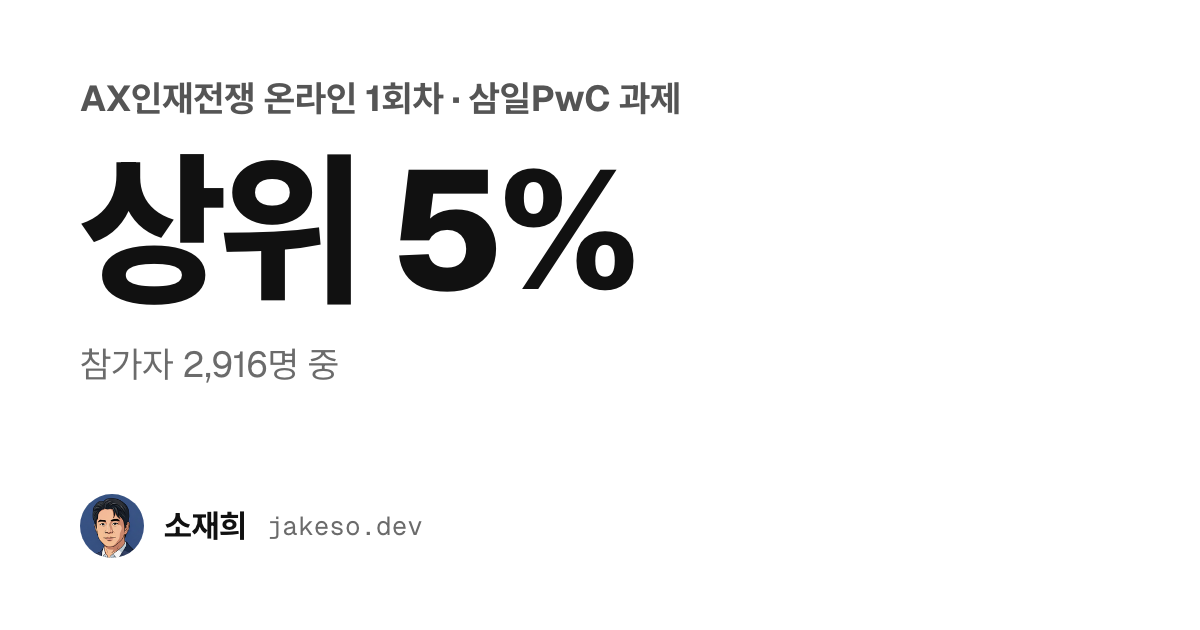 AX인재전쟁 온라인 1회차 · 삼일PwC 과제
상위 5%
참가자 2,916명 중
소재희 jakeso.dev